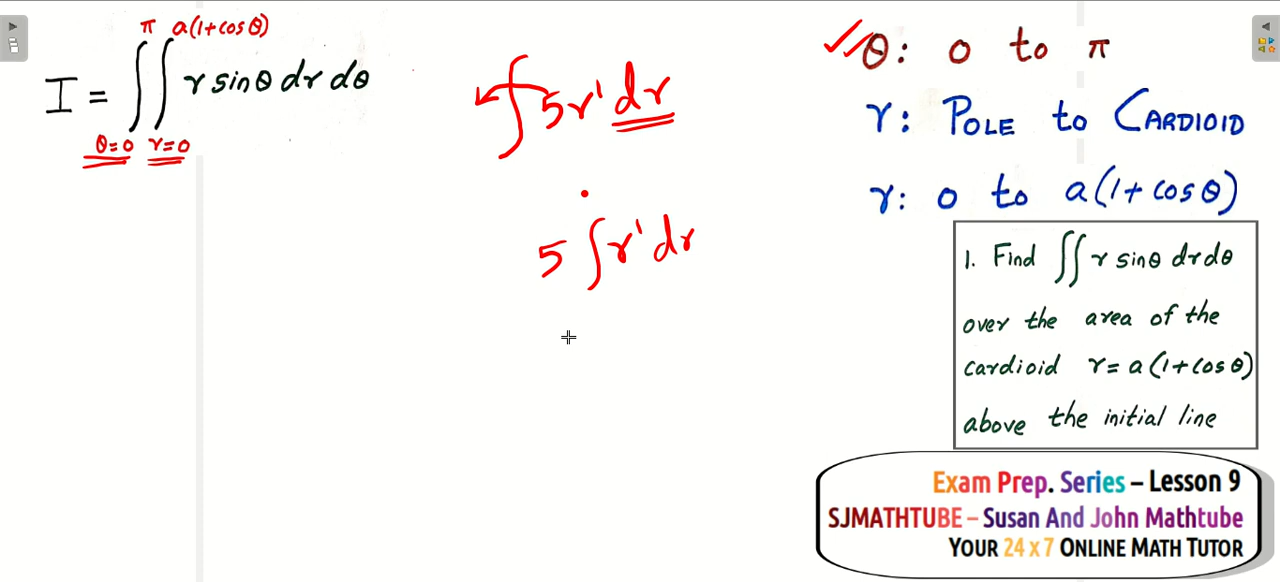 I = ∫_{θ=0}^{π} ∫_{r=0}^{a(1+cosθ)} r sinθ dr dθ
∫ 5r¹ dr
5 ∫ r¹ dr
θ: 0 to π
r: POLE to CARDIOID
r: 0 to a(1+cosθ)
1. Find ∬ r sinθ dr dθ
over the area of the
cardioid r= a(1+cosθ)
above the initial line
Exam Prep. Series – Lesson 9
SJMATHTUBE – Susan And John Mathtube
YOUR 24 x 7 ONLINE MATH TUTOR